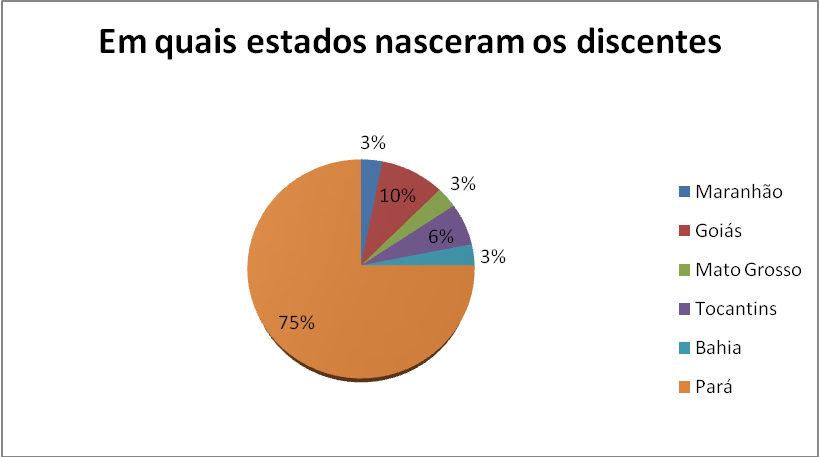 Em quais estados nasceram os discentes
3%
10%
3%
6%
3%
75%
Maranhão
Goiás
Mato Grosso
Tocantins
Bahia
Pará